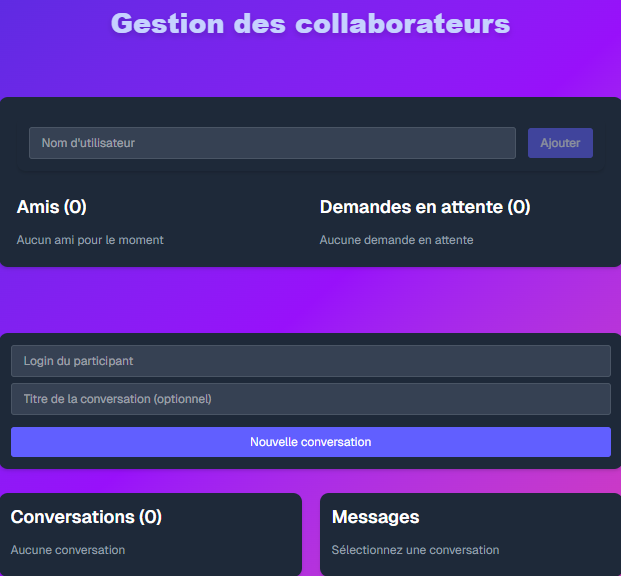 Gestion des collaborateurs
Nom d'utilisateur
Ajouter
Amis (0)
Aucun ami pour le moment
Demandes en attente (0)
Aucune demande en attente
Login du participant
Titre de la conversation (optionnel)
Nouvelle conversation
Conversations (0)
Aucune conversation
Messages
Sélectionnez une conversation